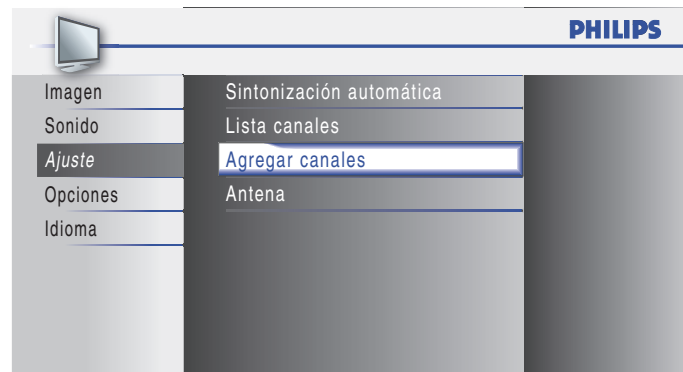 PHILIPS
Imagen
Sonido
Ajuste
Opciones
Idioma
Sintonización automática
Lista canales
Agregar canales
Antena